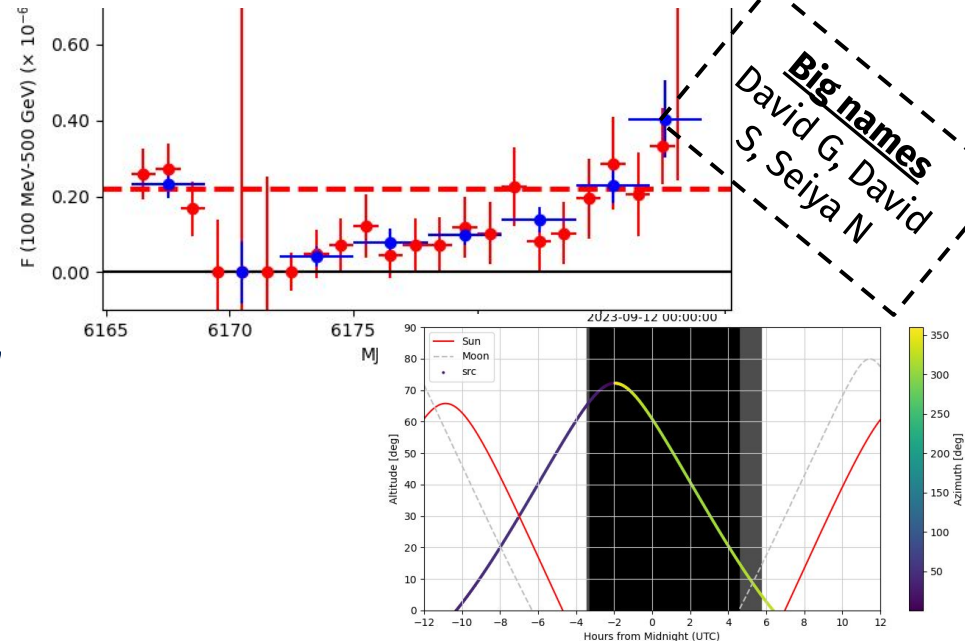 F (100 MeV-500 GeV) (× 10⁻⁶
0.60
0.40
0.20
0.00
6165 6170 6175
MJ
Big names
David G, David
S, Seiya N
2023-09-12 00:00:00
Sun
Moon
src
Altitude [deg]
90
80
70
60
50
40
30
20
10
0
−12 −10 −8 −6 −4 −2 0 2 4 6 8 10 12
Hours from Midnight (UTC)
350
300
250
200
150
100
50
Azimuth [deg]